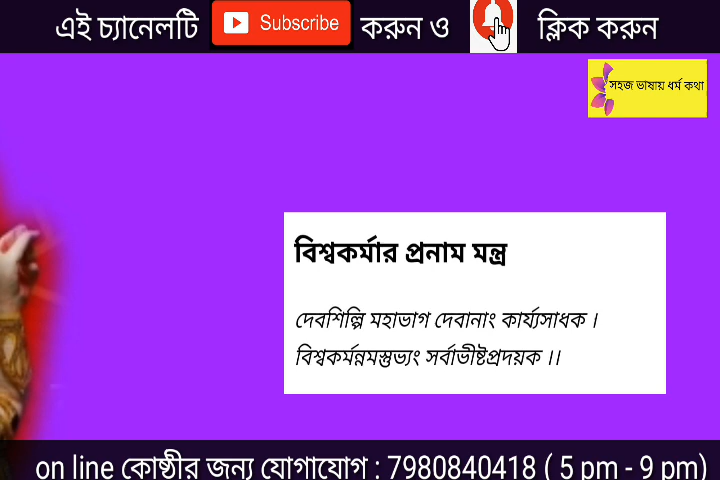 এই চ্যানেলটি Subscribe করুন ও ক্লিক করুন
সহজ ভাষায় ধর্ম কথা
বিশ্বকর্মার প্রনাম মন্ত্র
দেবশিল্পি মহাভাগ দেবানাং কার্য্যসাধক ।
বিশ্বকর্মন্নমস্তুভ্যং সর্বাভীষ্টপ্রদয়ক ।।
on line কোষ্ঠীর জন্য যোগাযোগ : 7980840418 ( 5 pm - 9 pm)